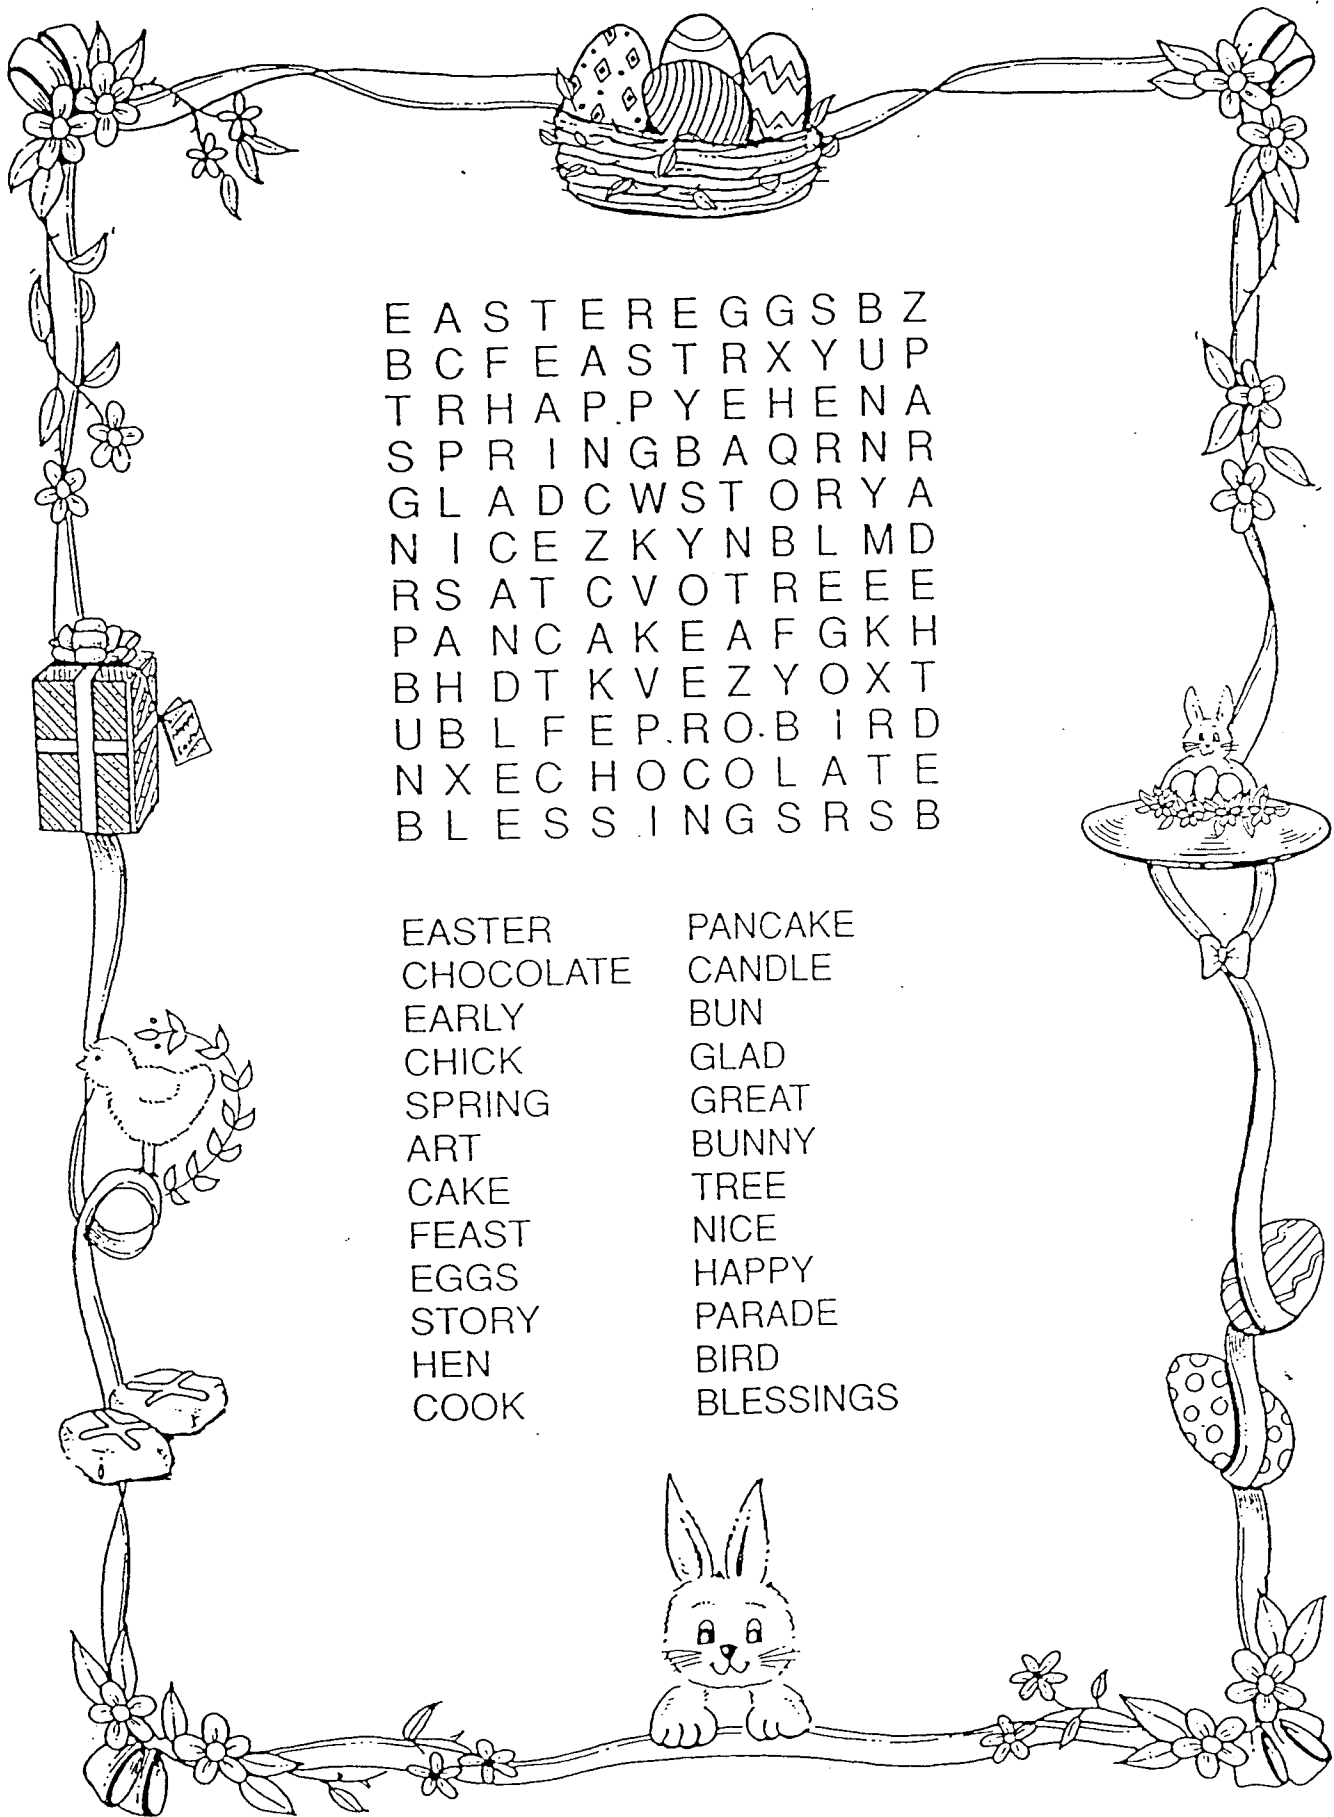 E A S T E R E G G S B Z
B C F E A S T R X Y U P
T R H A P P Y E H E N A
S P R I N G B A Q R N R
G L A D C W S T O R Y A
N I C E Z K Y N B L M D
R S A T C V O T R E E E
P A N C A K E A F G K H
B H D T K V E Z Y O X T
U B L F E P R O B I R D
N X E C H O C O L A T E
B L E S S I N G S R S B
EASTER PANCAKE
CHOCOLATE CANDLE
EARLY BUN
CHICK GLAD
SPRING GREAT
ART BUNNY
CAKE TREE
FEAST NICE
EGGS HAPPY
STORY PARADE
HEN BIRD
COOK BLESSINGS